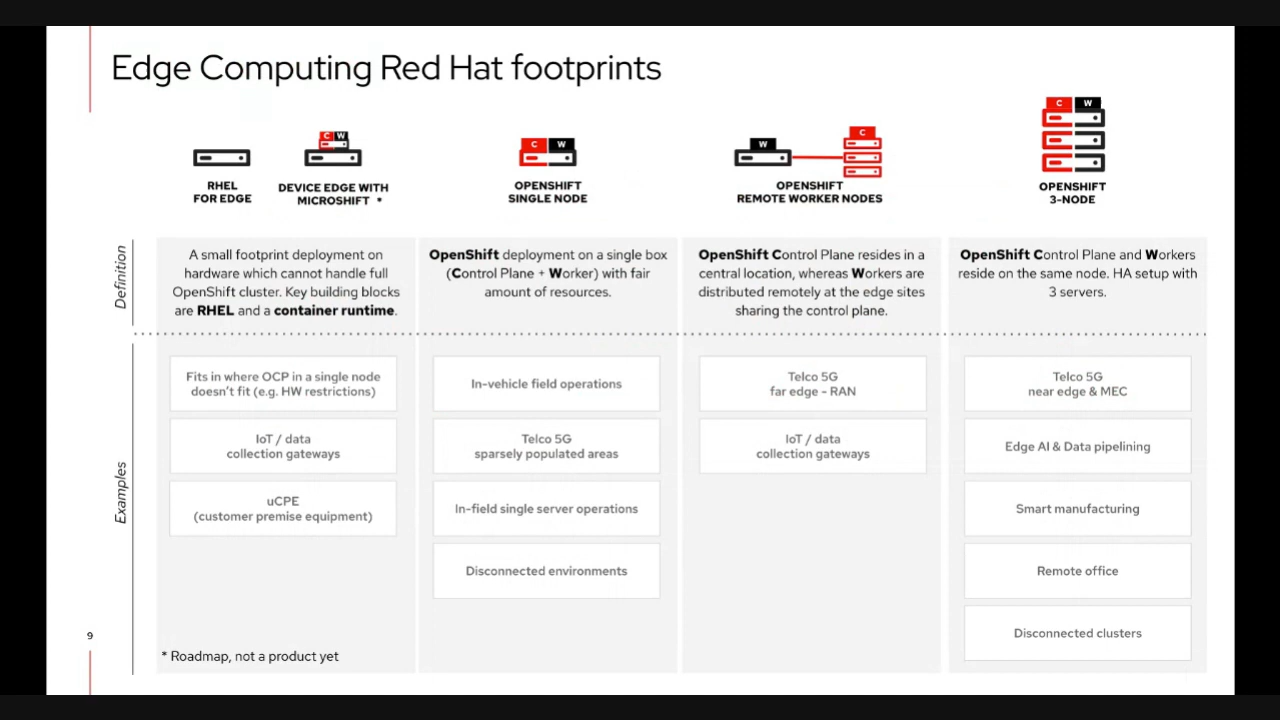 Edge Computing Red Hat footprints
C W
C W
C W
W
C
RHEL
FOR EDGE
DEVICE EDGE WITH
MICROSHIFT *
OPENSHIFT
SINGLE NODE
OPENSHIFT
REMOTE WORKER NODES
OPENSHIFT
3-NODE
Definition
A small footprint deployment on
hardware which cannot handle full
OpenShift cluster. Key building blocks
are RHEL and a container runtime.
OpenShift deployment on a single box
(Control Plane + Worker) with fair
amount of resources.
OpenShift Control Plane resides in a
central location, whereas Workers are
distributed remotely at the edge sites
sharing the control plane.
OpenShift Control Plane and Workers
reside on the same node. HA setup with
3 servers.
Examples
Fits in where OCP in a single node
doesn't fit (e.g. HW restrictions)
IoT / data
collection gateways
uCPE
(customer premise equipment)
In-vehicle field operations
Telco 5G
sparsely populated areas
In-field single server operations
Disconnected environments
Telco 5G
far edge - RAN
IoT / data
collection gateways
Telco 5G
near edge & MEC
Edge AI & Data pipelining
Smart manufacturing
Remote office
Disconnected clusters
9
* Roadmap, not a product yet